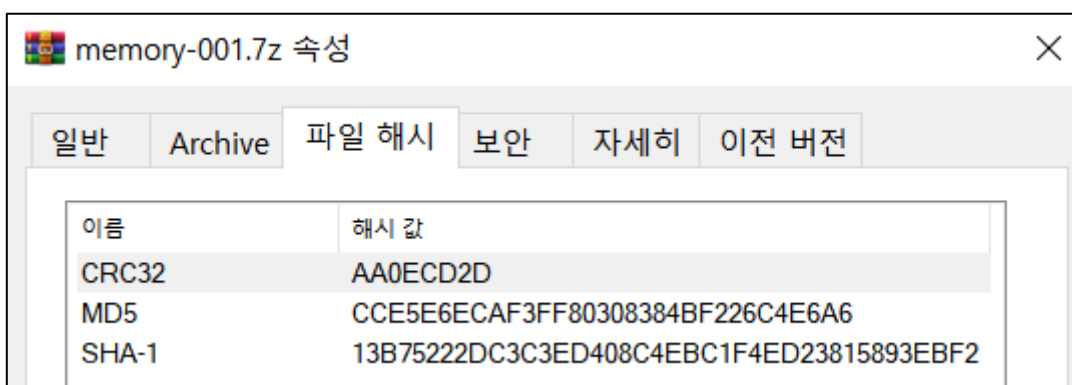 memory-001.7z 속성
일반 Archive 파일 해시 보안 자세히 이전 버전
이름 해시 값
CRC32 AA0ECD2D
MD5 CCE5E6ECAF3FF80308384BF226C4E6A6
SHA-1 13B75222DC3C3ED408C4EBC1F4ED23815893EBF2